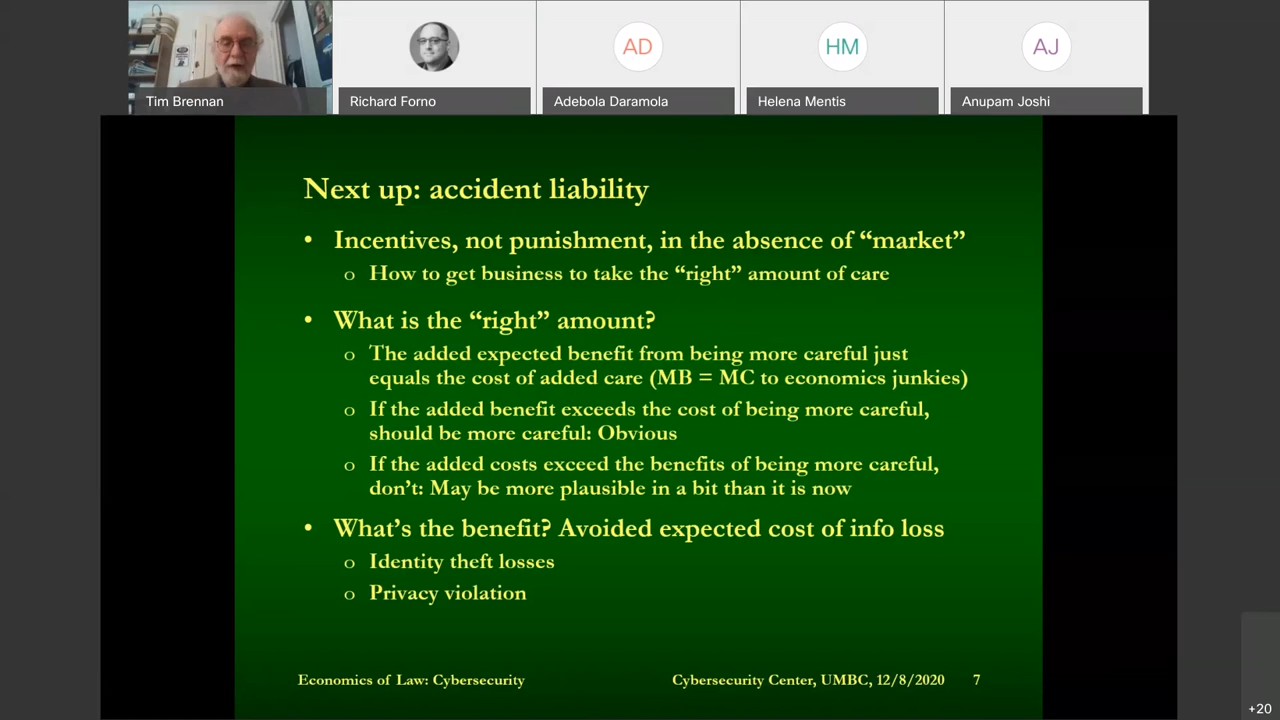 Tim Brennan
Richard Forno
AD
Adebola Daramola
HM
Helena Mentis
AJ
Anupam Joshi
Next up: accident liability
• Incentives, not punishment, in the absence of “market”
o How to get business to take the “right” amount of care
• What is the “right” amount?
o The added expected benefit from being more careful just
equals the cost of added care (MB = MC to economics junkies)
o If the added benefit exceeds the cost of being more careful,
should be more careful: Obvious
o If the added costs exceed the benefits of being more careful,
don’t: May be more plausible in a bit than it is now
• What’s the benefit? Avoided expected cost of info loss
o Identity theft losses
o Privacy violation
Economics of Law: Cybersecurity
Cybersecurity Center, UMBC, 12/8/2020 7
+20